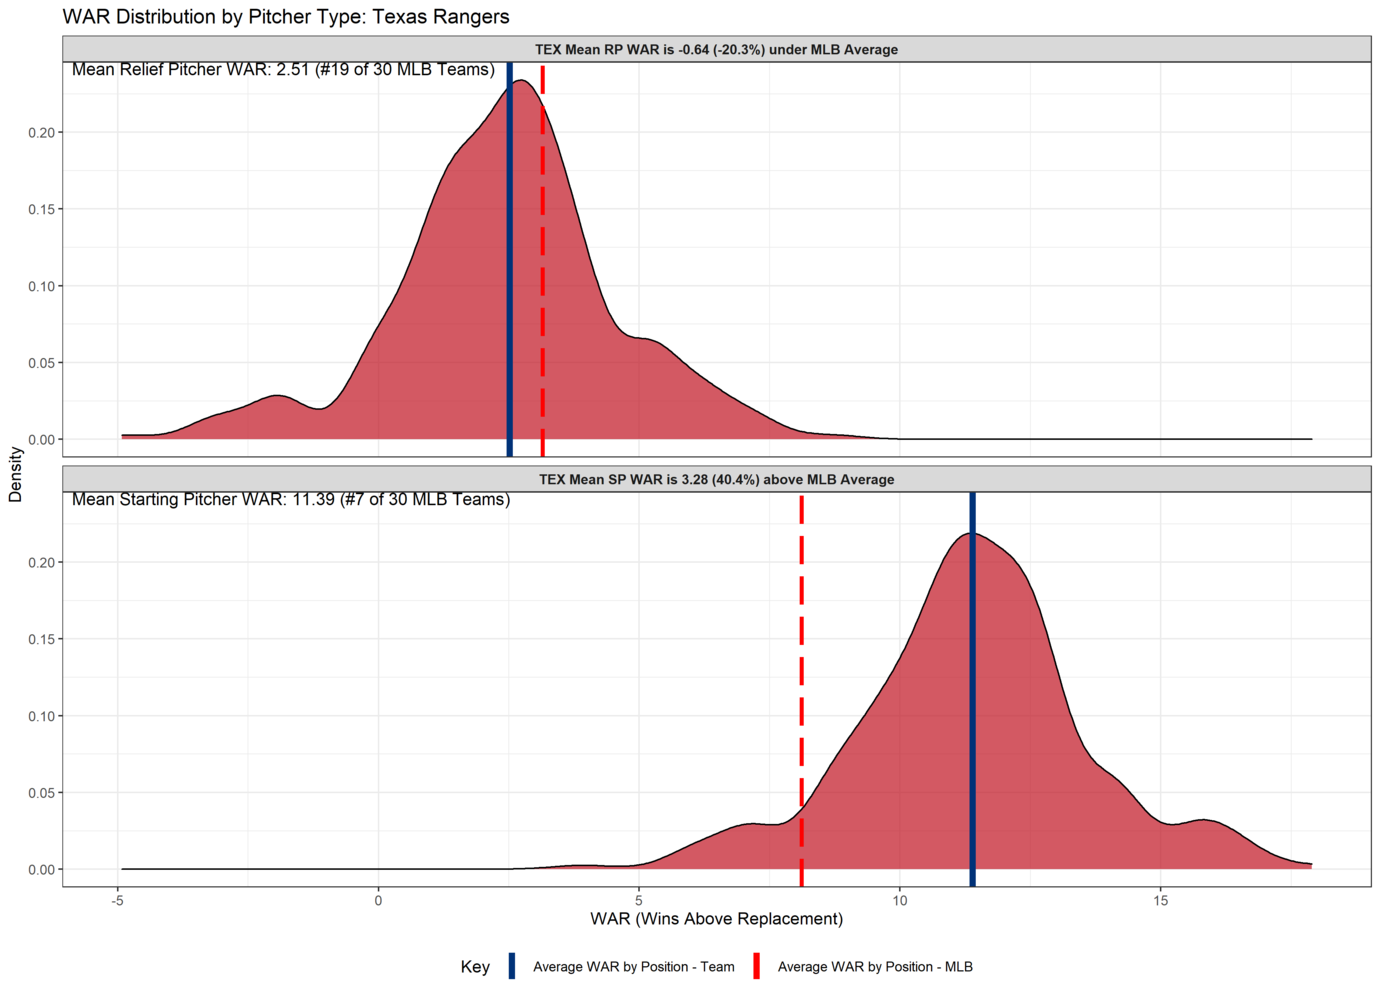 WAR Distribution by Pitcher Type: Texas Rangers
TEX Mean RP WAR is -0.64 (-20.3%) under MLB Average
Mean Relief Pitcher WAR: 2.51 (#19 of 30 MLB Teams)
0.20
0.15
0.10
0.05
0.00
Density
TEX Mean SP WAR is 3.28 (40.4%) above MLB Average
Mean Starting Pitcher WAR: 11.39 (#7 of 30 MLB Teams)
0.20
0.15
0.10
0.05
0.00
-5 0 5 10 15
WAR (Wins Above Replacement)
Key Average WAR by Position - Team Average WAR by Position - MLB